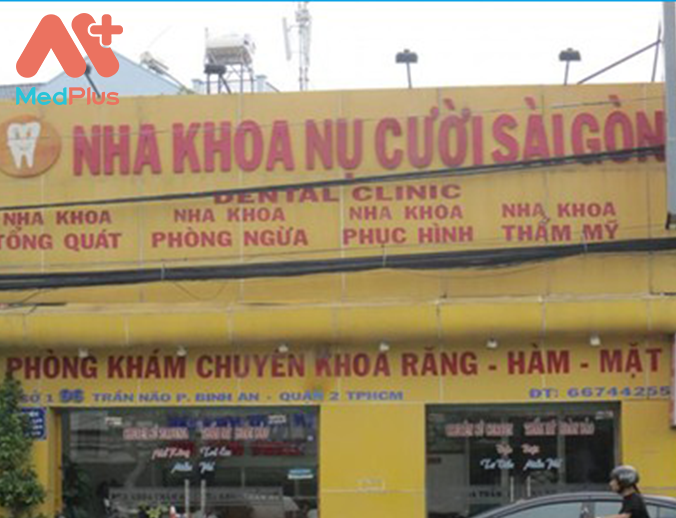 MedPlus
NHA KHOA NỤ CƯỜI SÀI GÒN
DENTAL CLINIC
NHA KHOA TỔNG QUÁT
NHA KHOA PHÒNG NGỪA
NHA KHOA PHỤC HÌNH
NHA KHOA THẨM MỸ
PHÒNG KHÁM CHUYÊN KHOA RĂNG - HÀM - MẶT
SỐ 1 TRẦN NÃO P. BÌNH AN - QUẬN 2 TPHCM
ĐT: 66744255